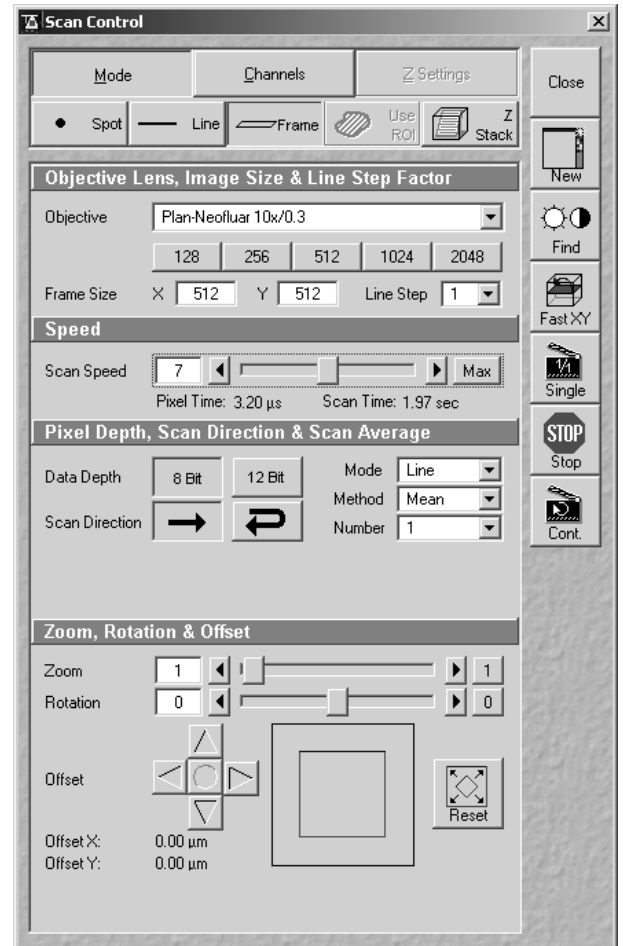 Scan Control
Mode Channels Z Settings Close
Spot Line Frame Use ROI Z Stack
New
Objective Lens, Image Size & Line Step Factor
Objective Plan-Neofluar 10x/0.3
Find
128 256 512 1024 2048
Frame Size X 512 Y 512 Line Step 1
Fast XY
Speed
Scan Speed 7 Max
1/1
Single
Pixel Time: 3.20 µs Scan Time: 1.97 sec
Pixel Depth, Scan Direction & Scan Average
STOP
Stop
Data Depth 8 Bit 12 Bit Mode Line
Method Mean
Scan Direction Number 1
Cont.
Zoom, Rotation & Offset
Zoom 1 1
Rotation 0 0
Offset
Reset
Offset X: 0.00 µm
Offset Y: 0.00 µm